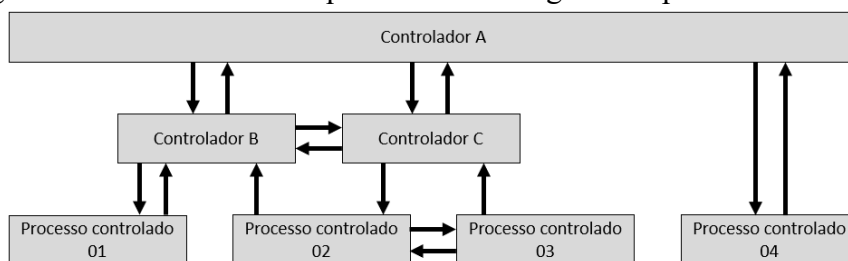 Controlador A
Controlador B
Controlador C
Processo controlado
01
Processo controlado
02
Processo controlado
03
Processo controlado
04